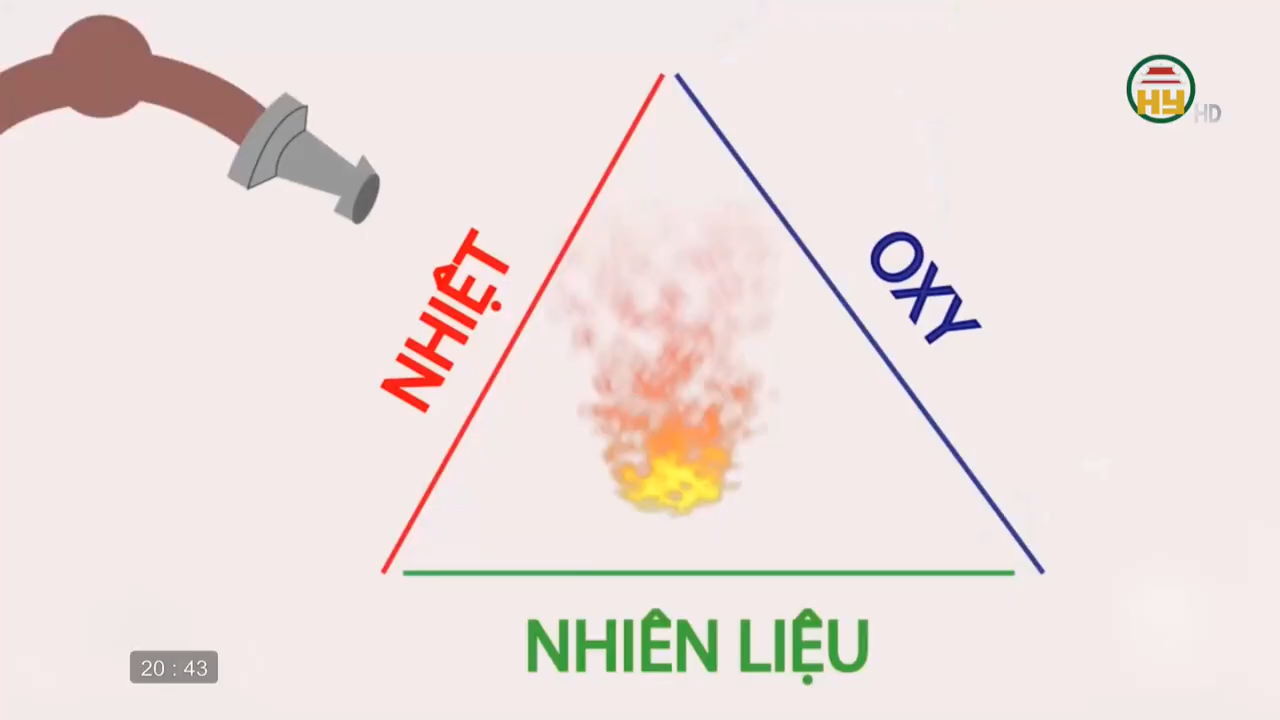 HY HD
NHIỆT
OXY
NHIÊN LIỆU
20 : 43